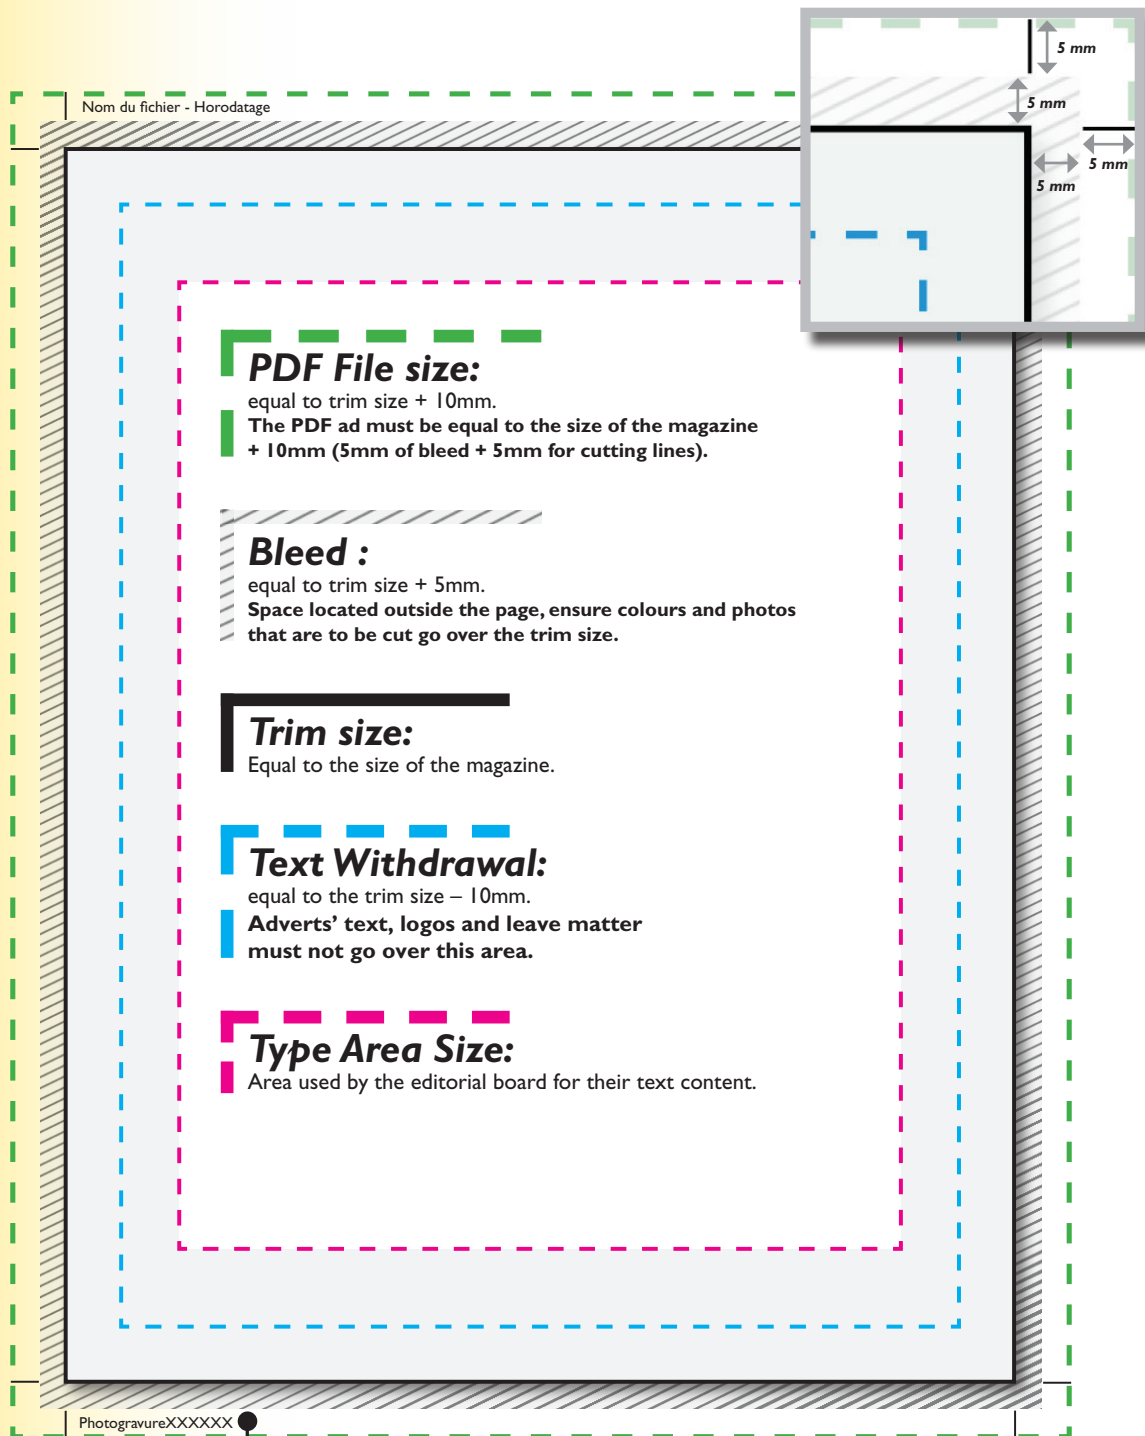 5 mm
5 mm
5 mm
5 mm
Nom du fichier - Horodatage
PDF File size:
equal to trim size + 10mm.
The PDF ad must be equal to the size of the magazine
+ 10mm (5mm of bleed + 5mm for cutting lines).
Bleed :
equal to trim size + 5mm.
Space located outside the page, ensure colours and photos
that are to be cut go over the trim size.
Trim size:
Equal to the size of the magazine.
Text Withdrawal:
equal to the trim size – 10mm.
Adverts’ text, logos and leave matter
must not go over this area.
Type Area Size:
Area used by the editorial board for their text content.
PhotogravureXXXXXX